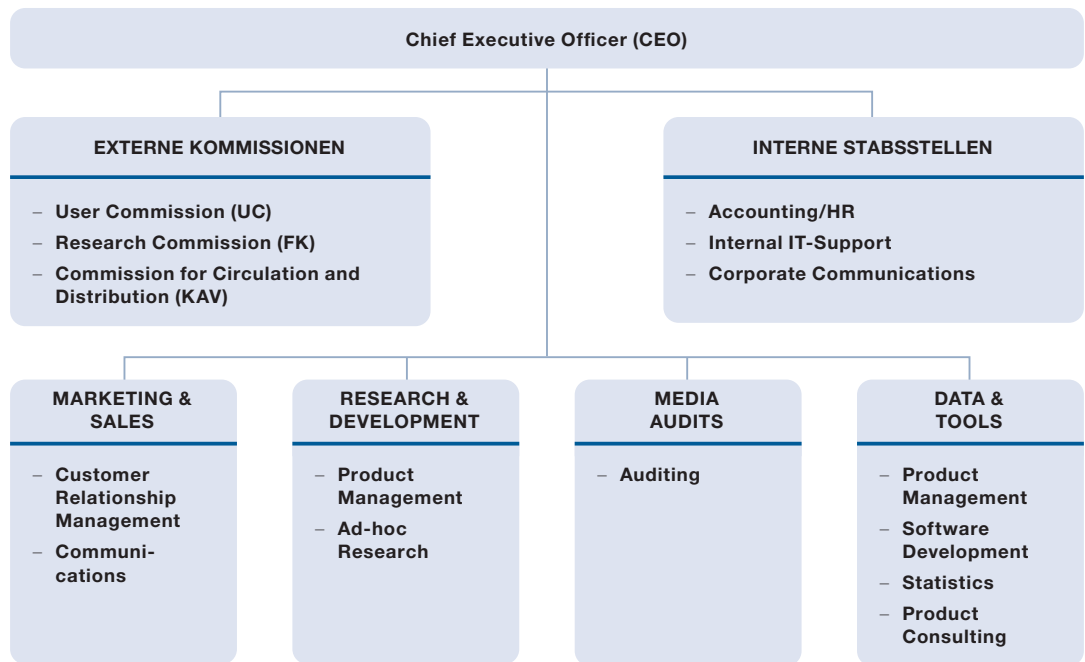 Chief Executive Officer (CEO)
EXTERNE KOMMISSIONEN
– User Commission (UC)
– Research Commission (FK)
– Commission for Circulation and
Distribution (KAV)
INTERNE STABSSTELLEN
– Accounting/HR
– Internal IT-Support
– Corporate Communications
MARKETING &
SALES
– Customer
Relationship
Management
– Communi-
cations
RESEARCH &
DEVELOPMENT
– Product
Management
– Ad-hoc
Research
MEDIA
AUDITS
– Auditing
DATA &
TOOLS
– Product
Management
– Software
Development
– Statistics
– Product
Consulting